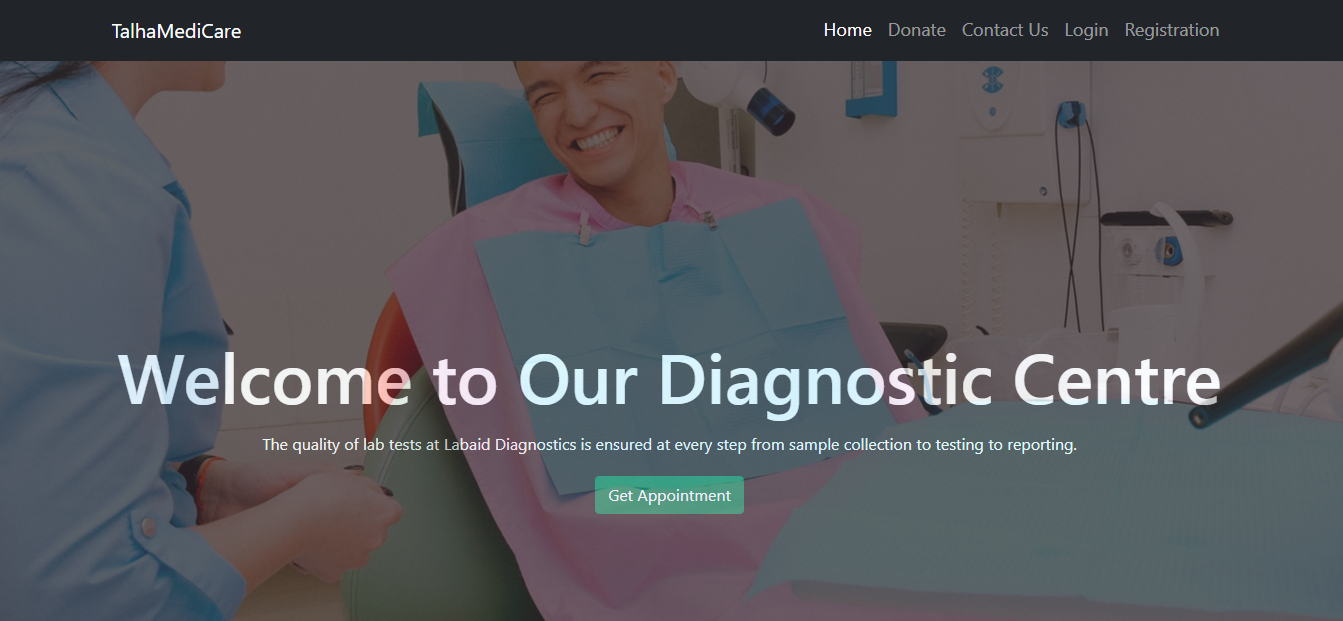 TalhaMediCare
Home Donate Contact Us Login Registration
Welcome to Our Diagnostic Centre
The quality of lab tests at Labaid Diagnostics is ensured at every step from sample collection to testing to reporting.
Get Appointment